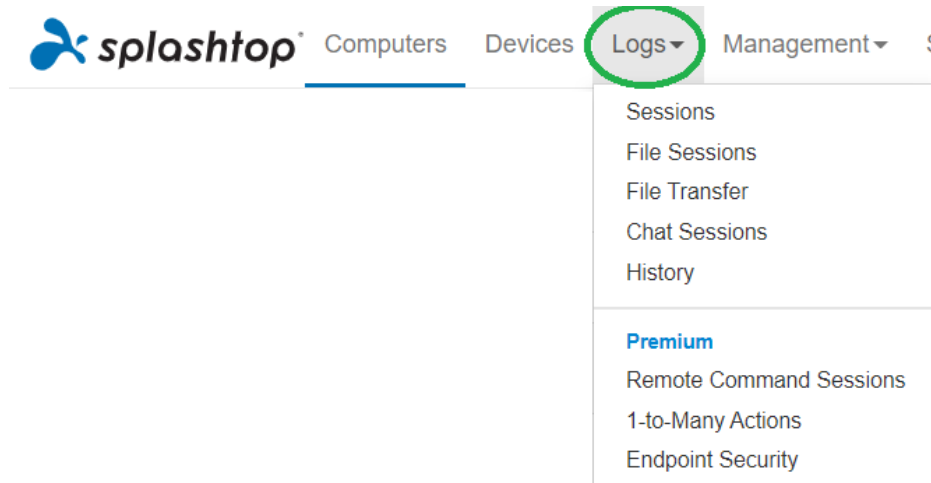 splashtop Computers Devices Logs Management
Sessions
File Sessions
File Transfer
Chat Sessions
History
Premium
Remote Command Sessions
1-to-Many Actions
Endpoint Security